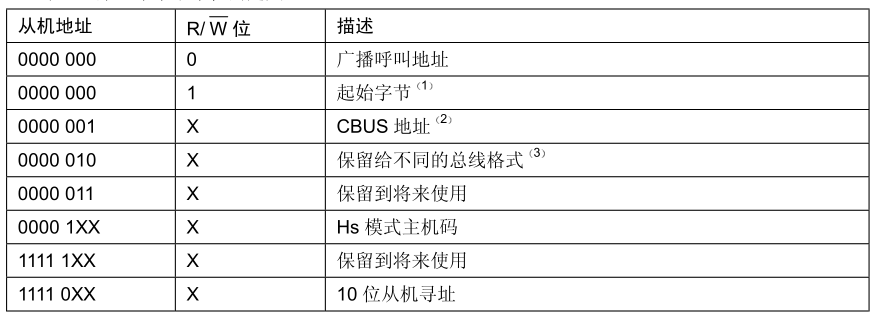 从机地址 R/W 位 描述
0000 000 0 广播呼叫地址
0000 000 1 起始字节（1）
0000 001 X CBUS 地址（2）
0000 010 X 保留给不同的总线格式（3）
0000 011 X 保留到将来使用
0000 1XX X Hs 模式主机码
1111 1XX X 保留到将来使用
1111 0XX X 10 位从机寻址